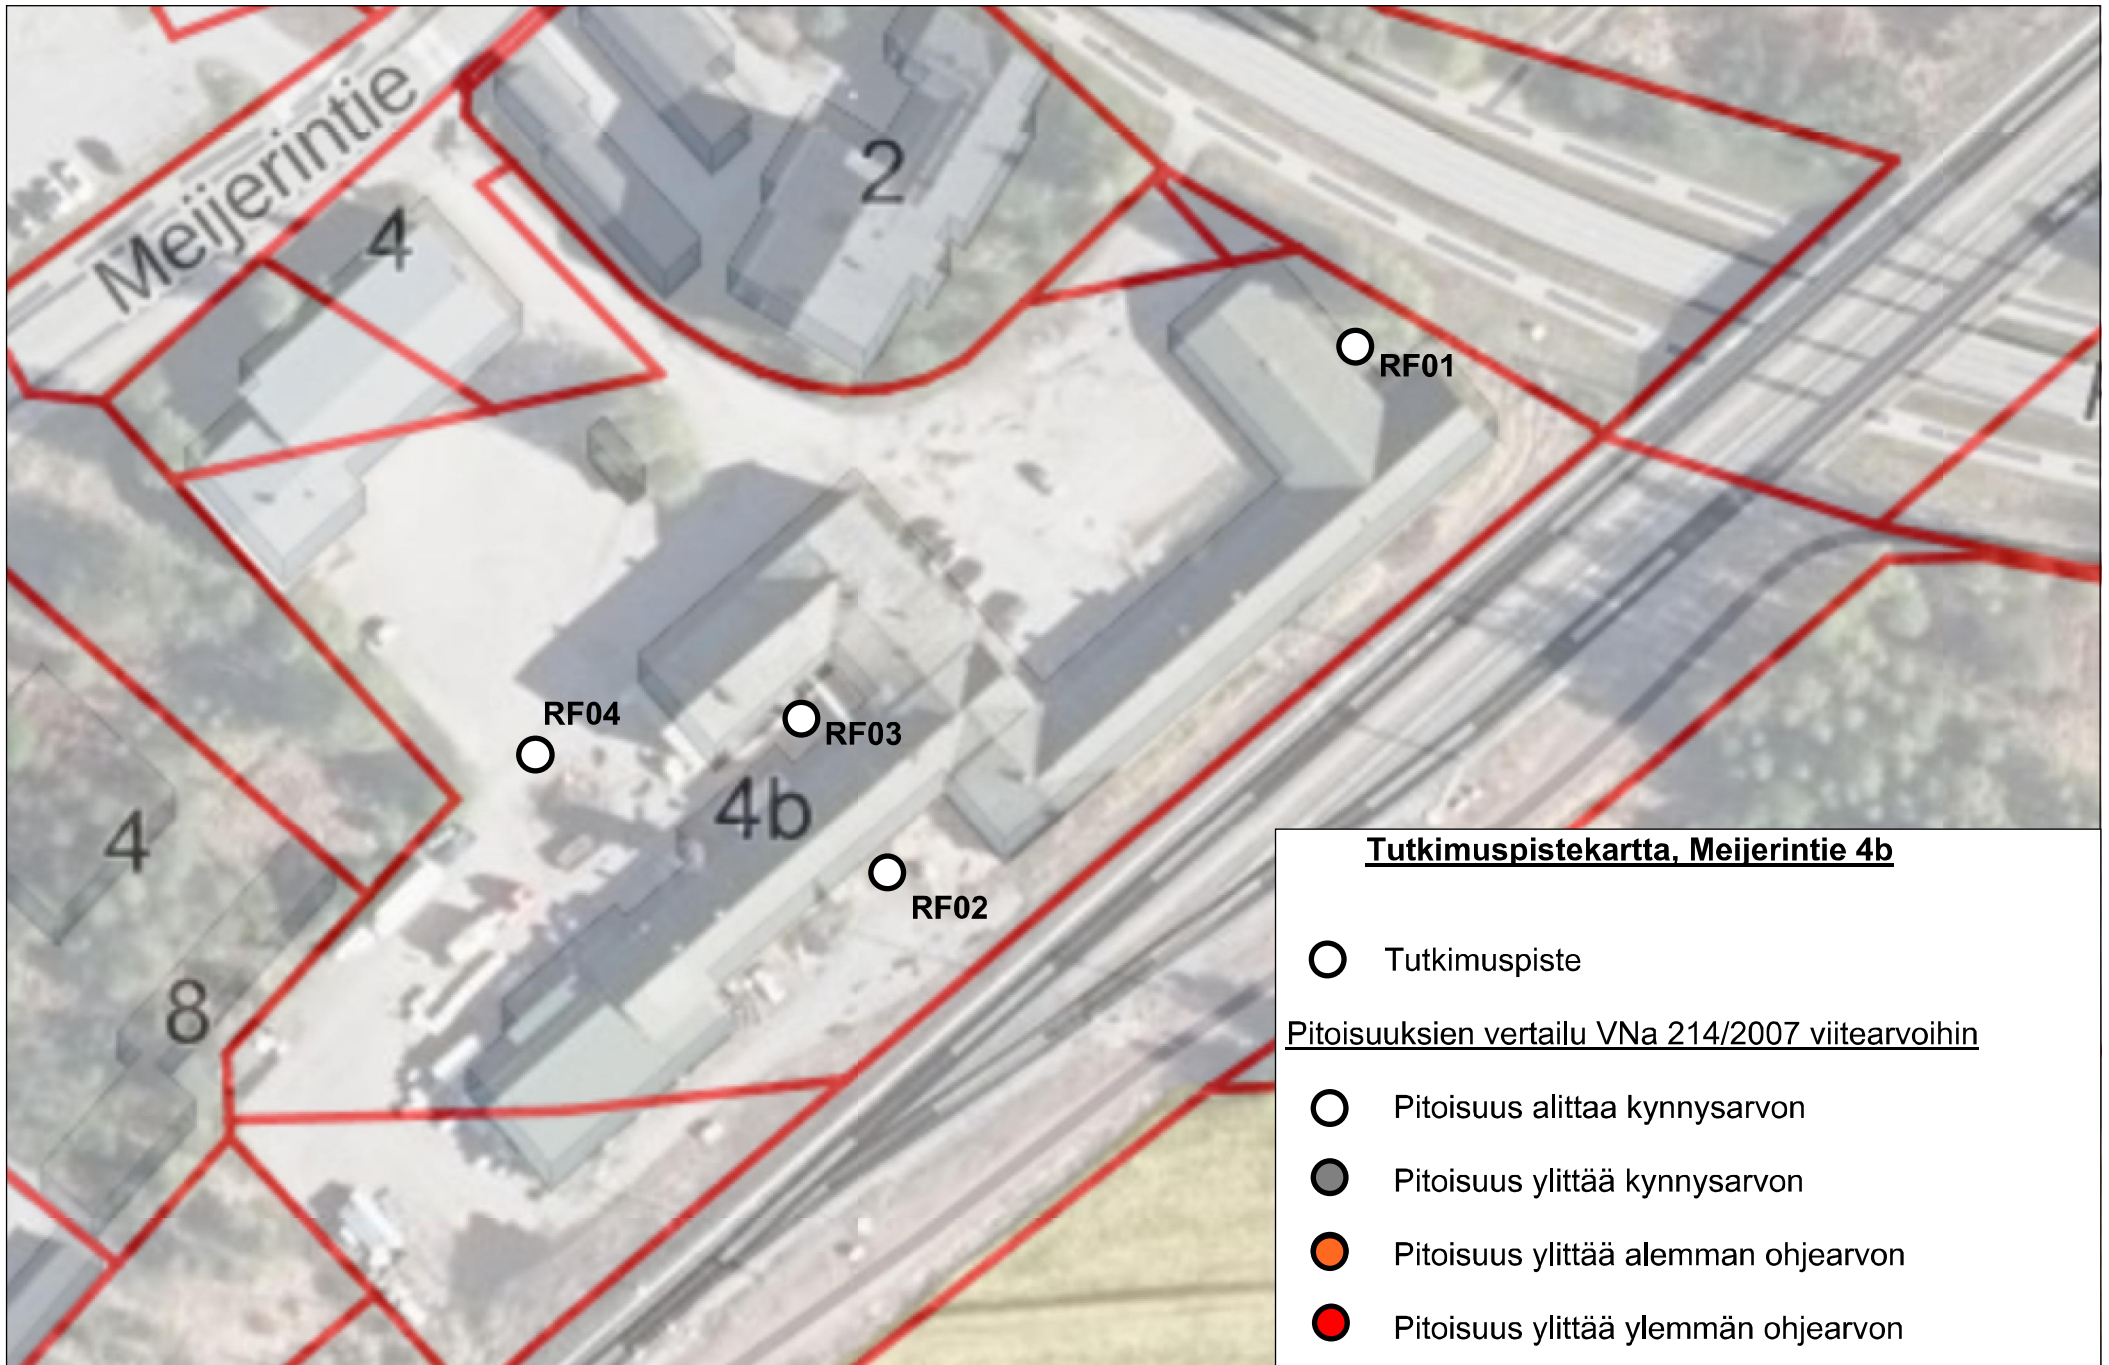 Meijerintie
2
4
RF01
RF04
RF03
4b
4
RF02
8
Tutkimuspistekartta, Meijerintie 4b
Tutkimuspiste
Pitoisuuksien vertailu VNa 214/2007 viitearvoihin
Pitoisuus alittaa kynnysarvon
Pitoisuus ylittää kynnysarvon
Pitoisuus ylittää alemman ohjearvon
Pitoisuus ylittää ylemmän ohjearvon